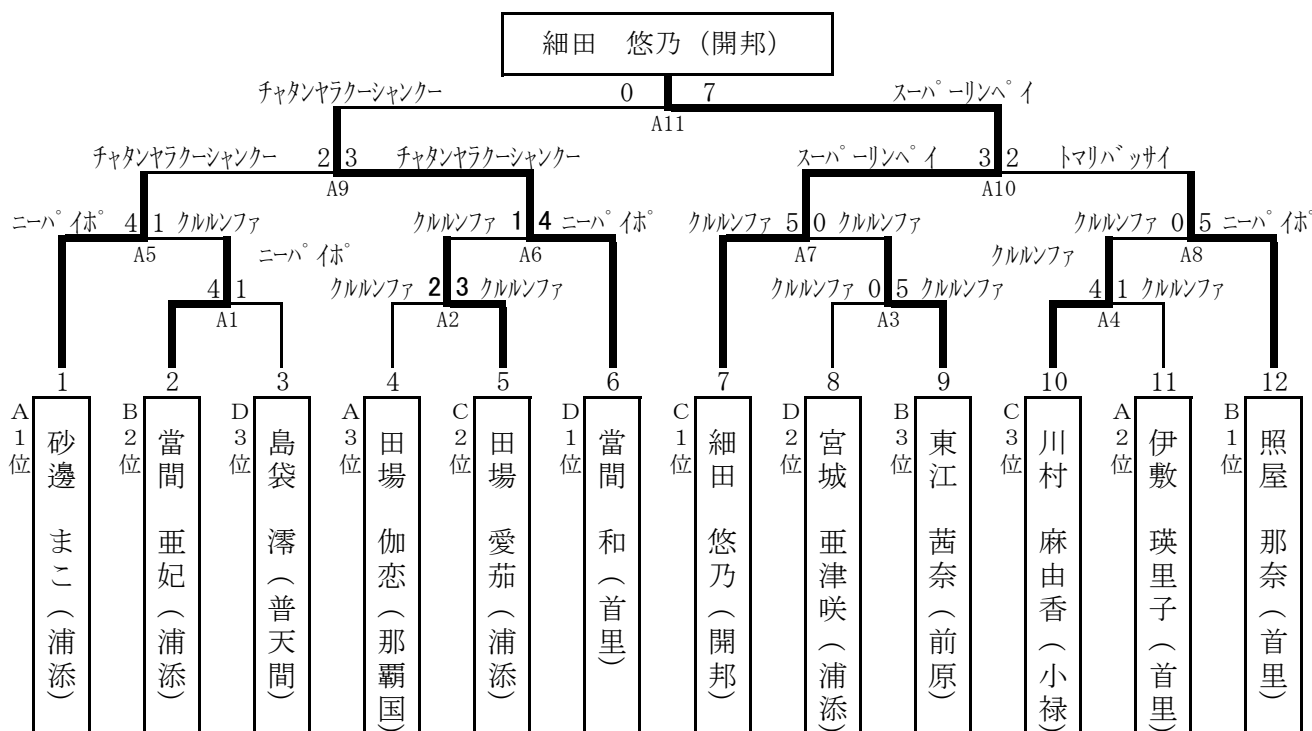 細田 悠乃(開邦)
チャタンヤラクーシャンクー 0 7 スーパーリンペイ
A11
チャタンヤラクーシャンクー 2 3 チャタンヤラクーシャンクー スーパーリンペイ 3 2 トマリバッサイ
A9 A10
ニーパイポ 4 1 クルルンファ クルルンファ 1 4 ニーパイポ クルルンファ 5 0 クルルンファ クルルンファ 0 5 ニーパイポ
A5 ニーパイポ A6 A7 クルルンファ A8
4 1 クルルンファ 2 3 クルルンファ クルルンファ 0 5 クルルンファ 4 1 クルルンファ
A1 A2 A3 A4
1 2 3 4 5 6 7 8 9 10 11 12
A1位 砂邊 まこ(浦添)
B2位 當間 亜妃(浦添)
D3位 島袋 澪(普天間)
A3位 田場 伽恋(那覇国)
C2位 田場 愛茄(浦添)
D1位 當間 和(首里)
C1位 細田 悠乃(開邦)
D2位 宮城 亜津咲(浦添)
B3位 東江 茜奈(前原)
C3位 川村 麻由香(小禄)
A2位 伊敷 瑛里子(首里)
B1位 照屋 那奈(首里)